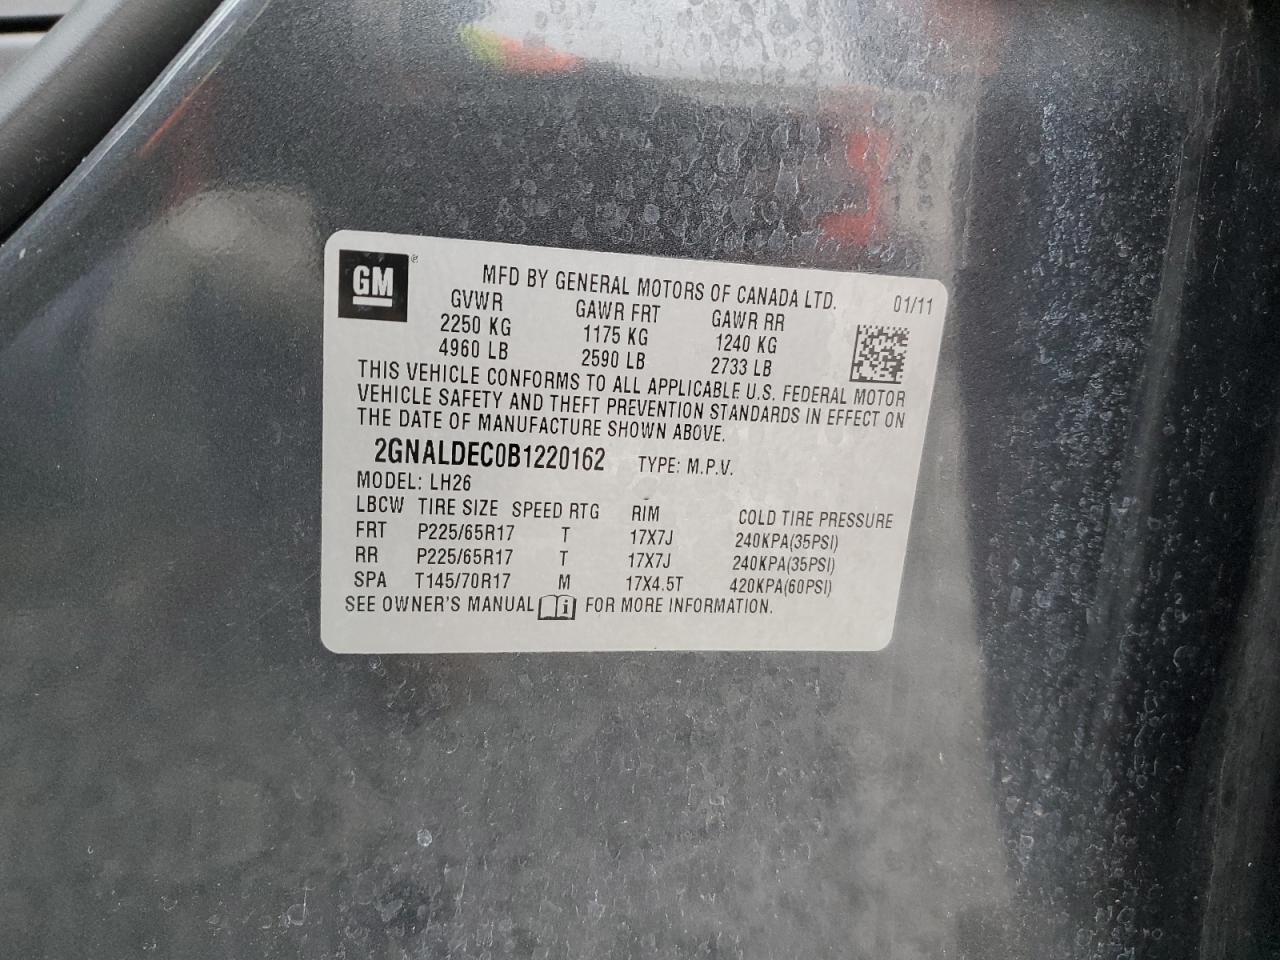 GM
MFD BY GENERAL MOTORS OF CANADA LTD. 01/11
GVWR GAWR FRT GAWR RR
2250 KG 1175 KG 1240 KG
4960 LB 2590 LB 2733 LB
THIS VEHICLE CONFORMS TO ALL APPLICABLE U.S. FEDERAL MOTOR
VEHICLE SAFETY AND THEFT PREVENTION STANDARDS IN EFFECT ON
THE DATE OF MANUFACTURE SHOWN ABOVE.
2GNALDEC0B1220162 TYPE: M.P.V.
MODEL: LH26
LBCW TIRE SIZE SPEED RTG RIM COLD TIRE PRESSURE
FRT P225/65R17 T 17X7J 240KPA(35PSI)
RR P225/65R17 T 17X7J 240KPA(35PSI)
SPA T145/70R17 M 17X4.5T 420KPA(60PSI)
SEE OWNER'S MANUAL i FOR MORE INFORMATION.